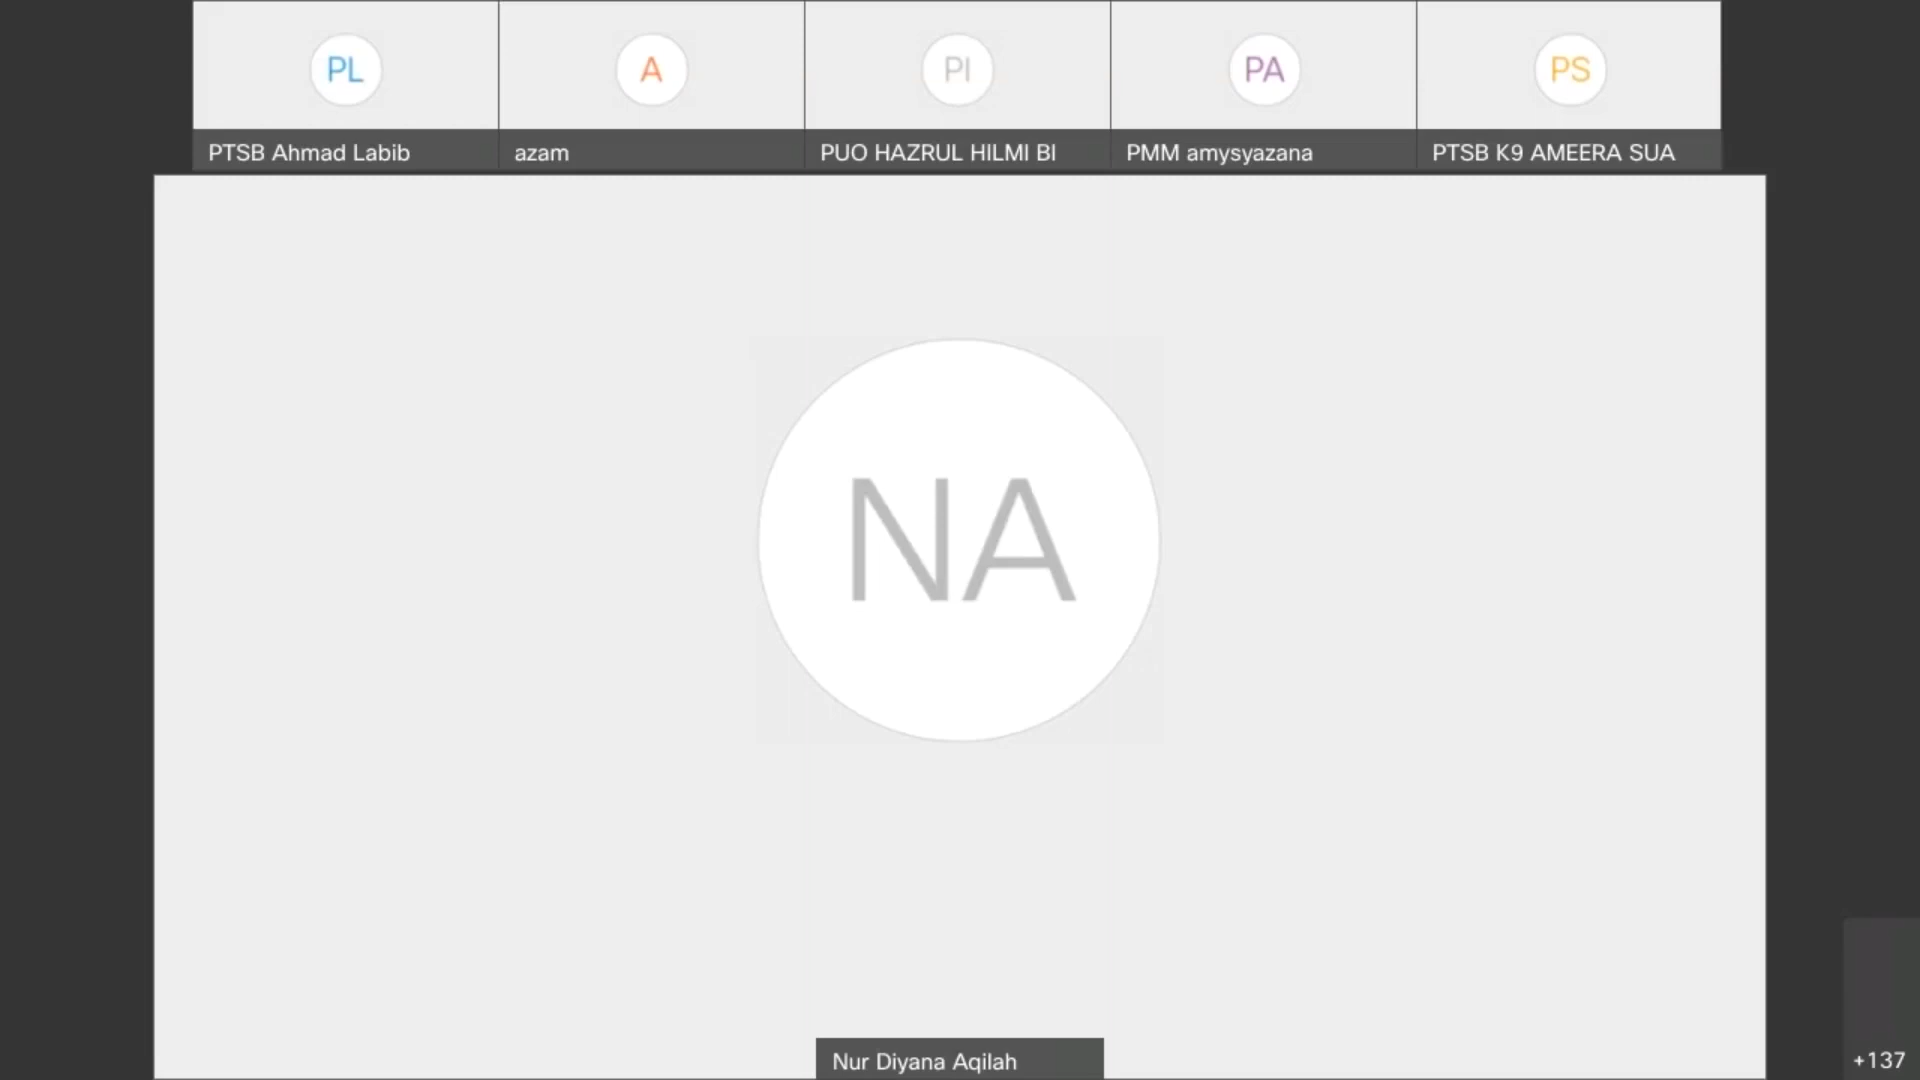 PL
A
PI
PA
PS
PTSB Ahmad Labib
azam
PUO HAZRUL HILMI BI
PMM amysyazana
PTSB K9 AMEERA SUA
NA
Nur Diyana Aqilah
+137